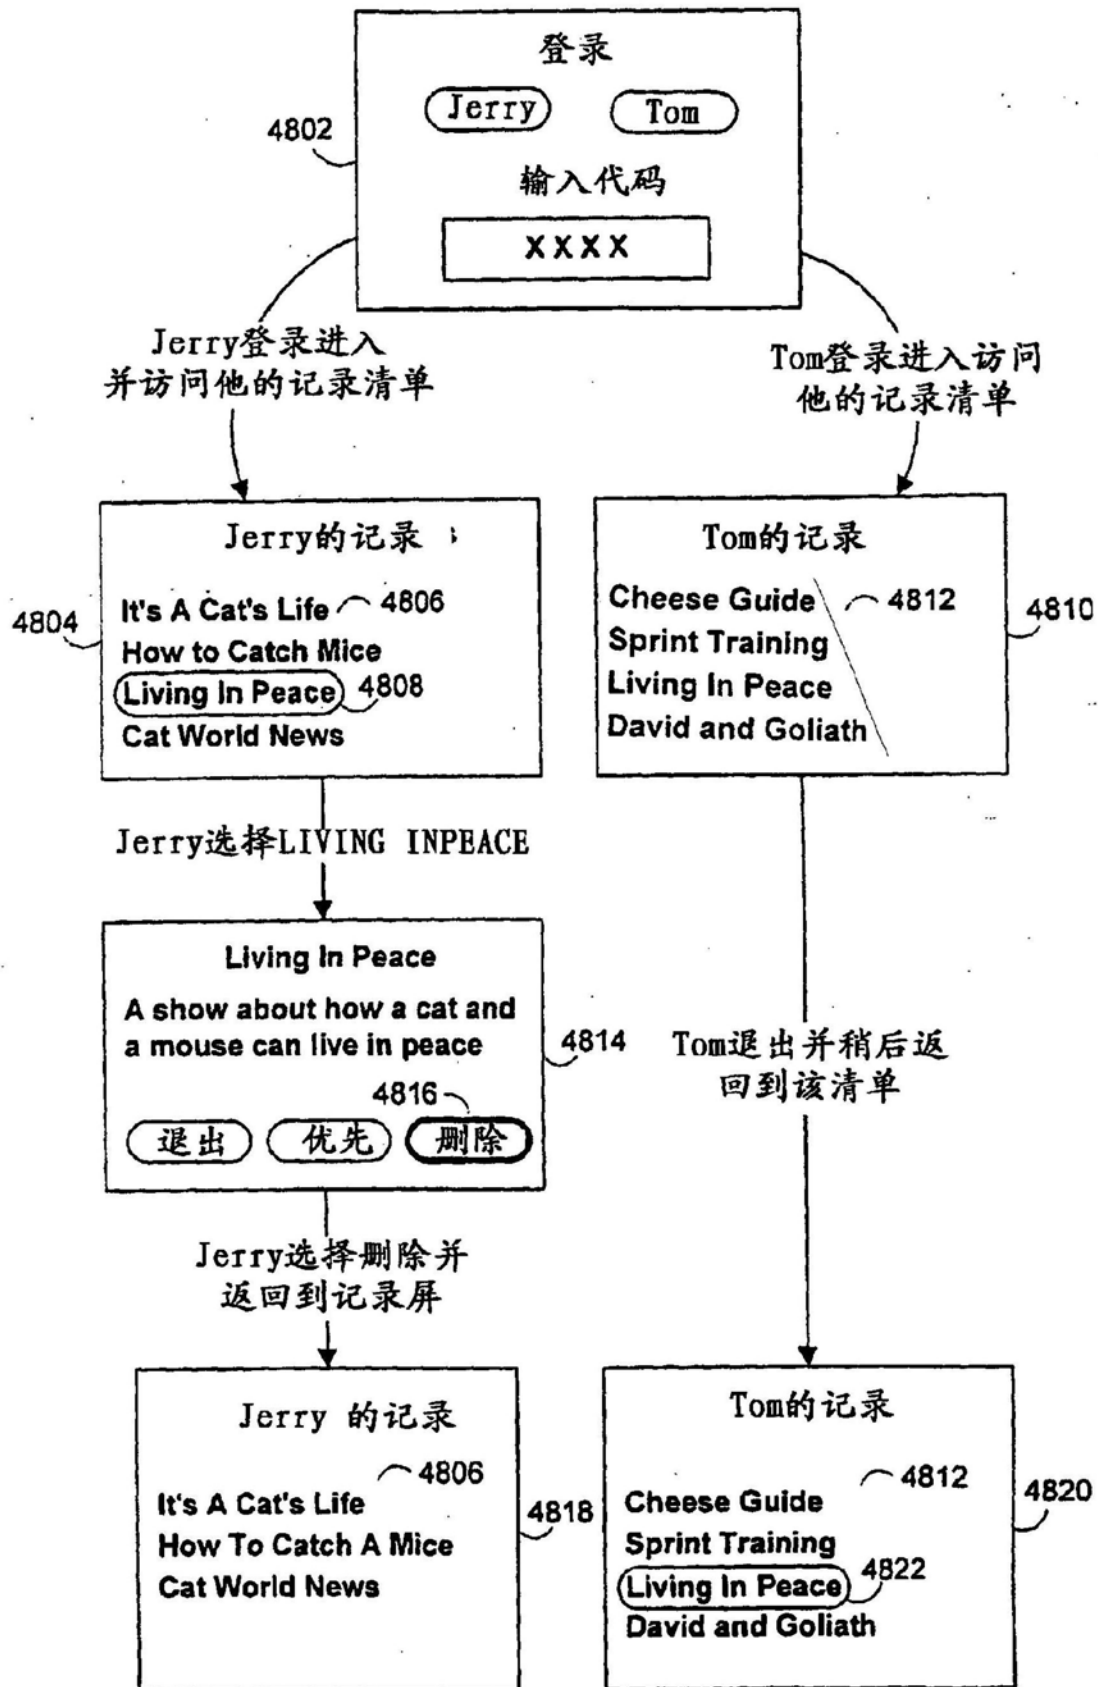 登录
Jerry
Tom
4802
输入代码
XXXX
Jerry登录进入
并访问他的记录清单
Tom登录进入访问
他的记录清单
Jerry的记录
4804
It's A Cat's Life
4806
How to Catch Mice
Living In Peace
4808
Cat World News
Tom的记录
Cheese Guide
4812
4810
Sprint Training
Living In Peace
David and Goliath
Jerry选择LIVING INPEACE
Living In Peace
A show about how a cat and
a mouse can live in peace
4814
4816
退出
优先
删除
Tom退出并稍后返
回到该清单
Jerry选择删除并
返回到记录屏
Jerry 的记录
4806
It's A Cat's Life
4818
How To Catch A Mice
Cat World News
Tom的记录
4812
4820
Cheese Guide
Sprint Training
Living In Peace
4822
David and Goliath